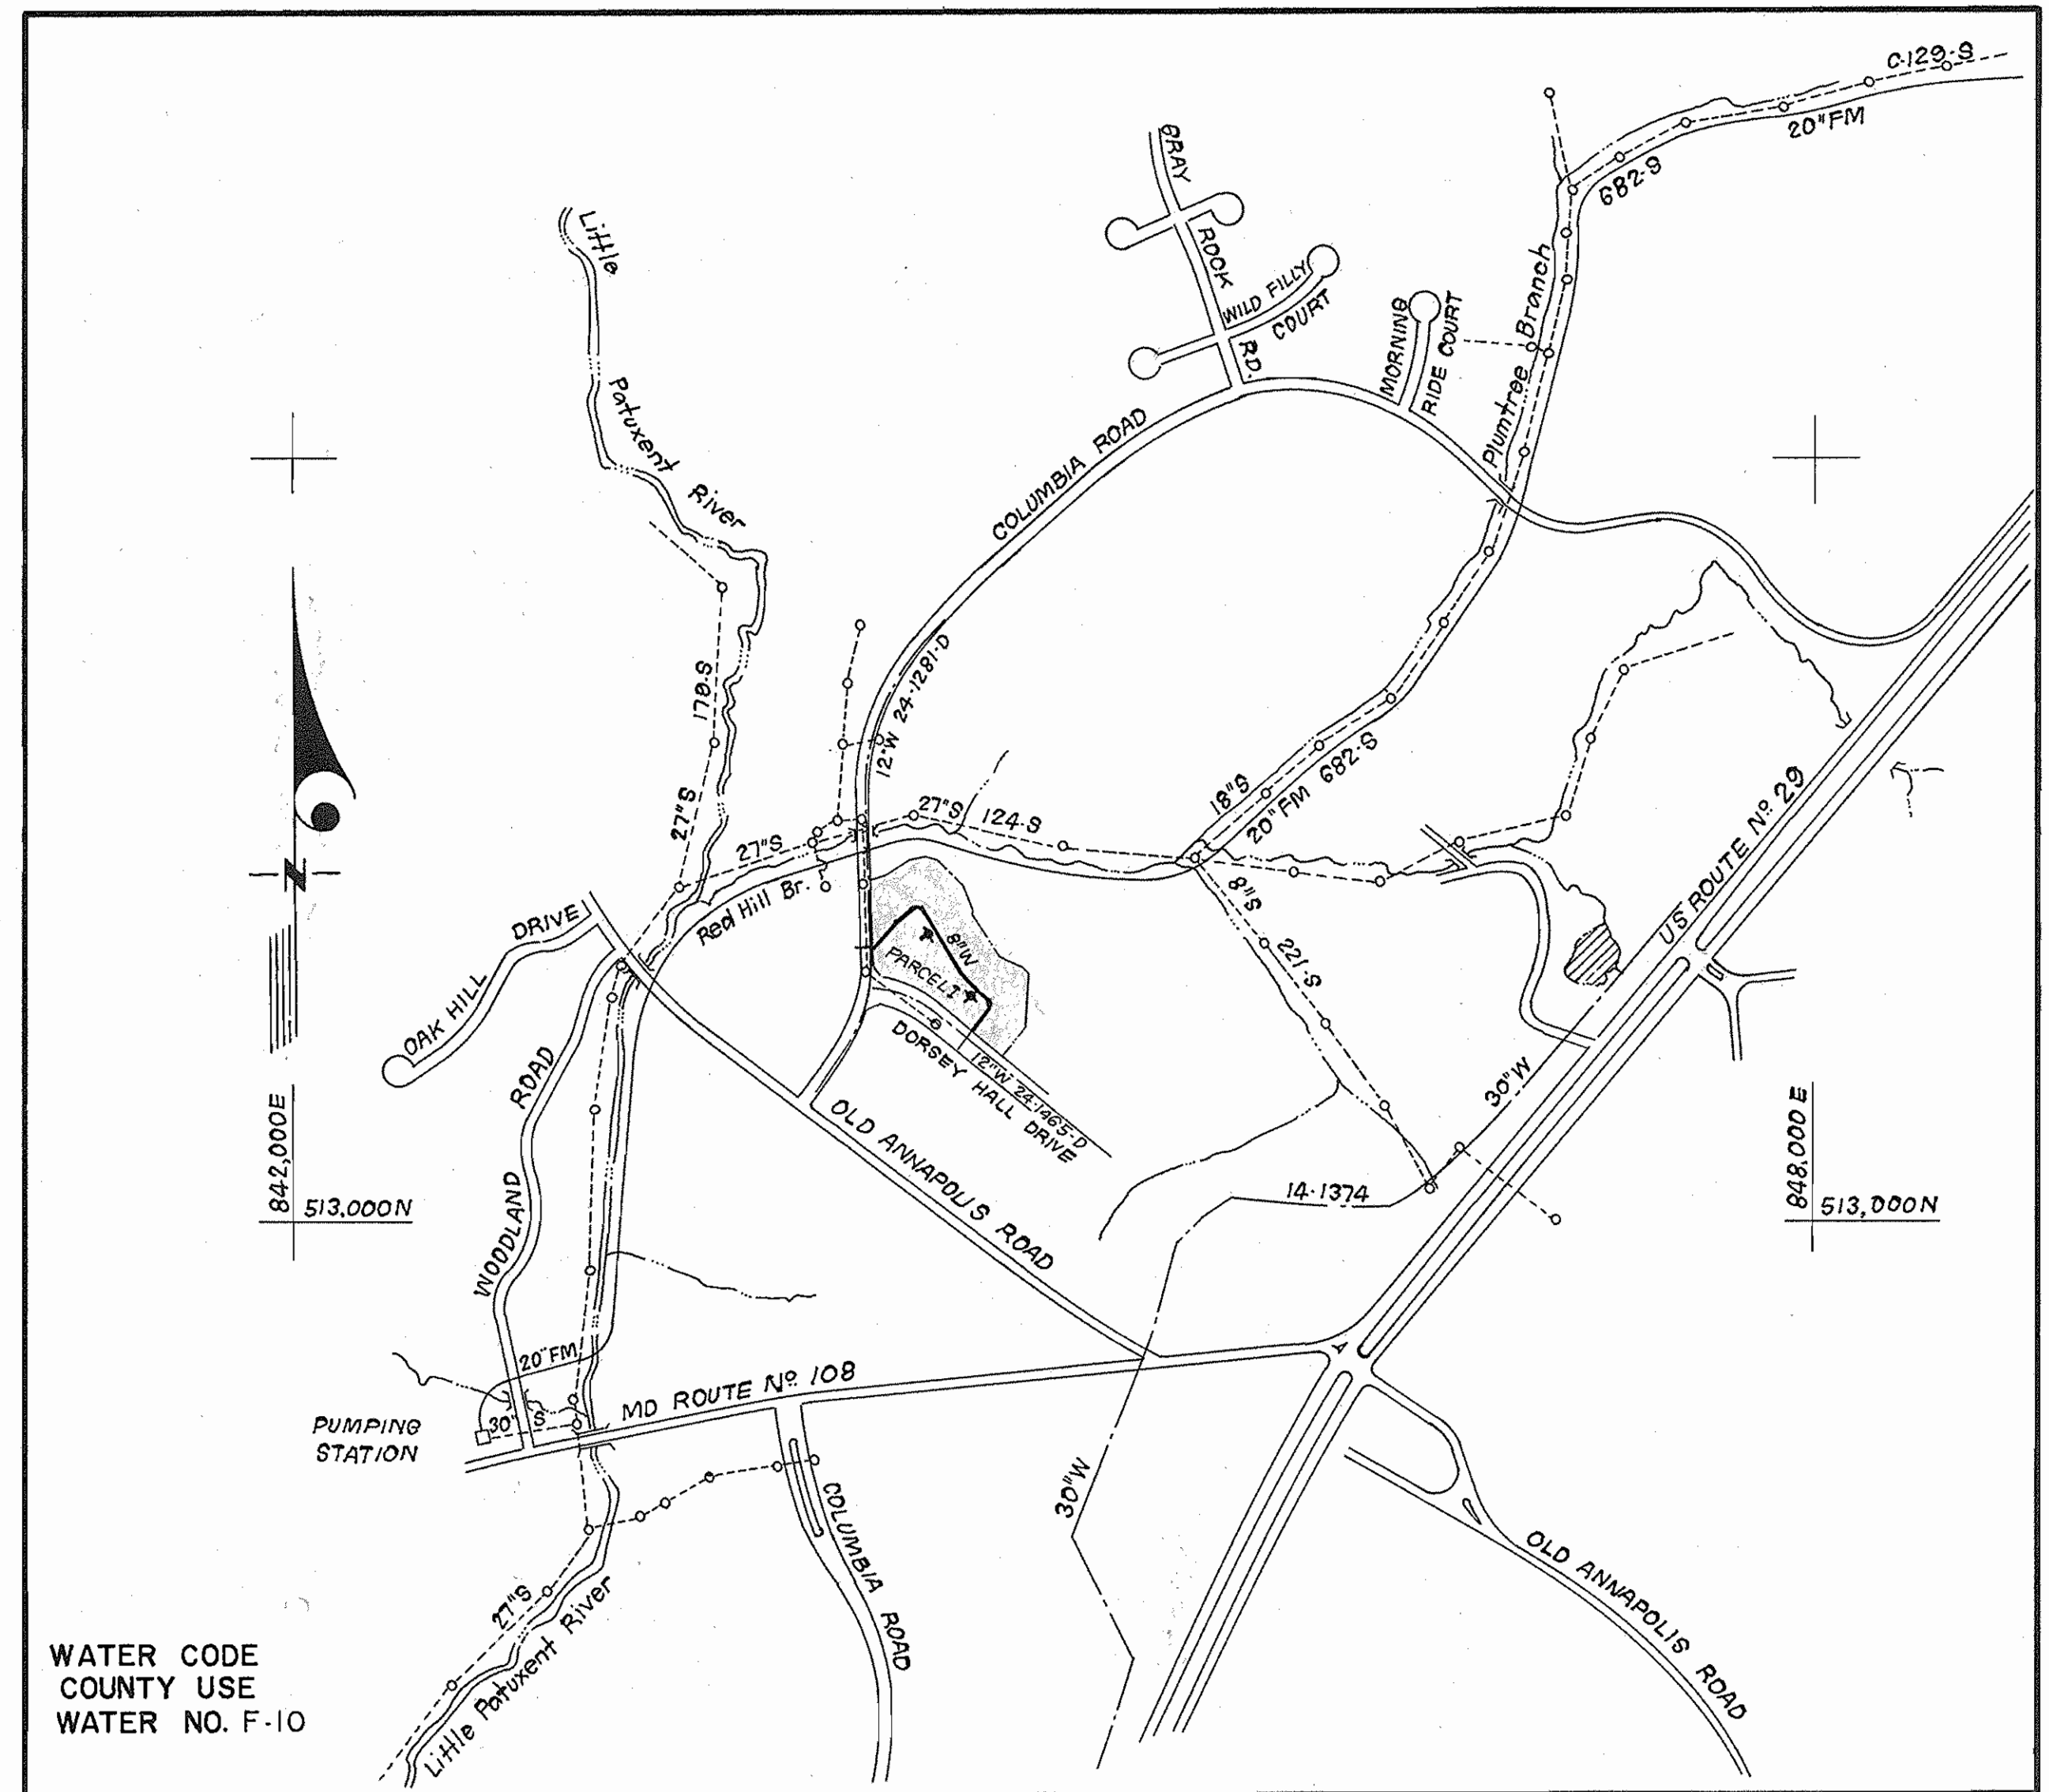 C-129-S
20"FM
682-S
GRAY
ROCK
RD.
WILD FILLY
COURT
MORNING
RIDE COURT
Plumtree Branch
Little
Patuxent
River
COLUMBIA ROAD
178-S
27"S
12"W 24-1281-D
27"S
27"S
124-S
18"S
20"FM 682-S
Red Hill Br.
8"S
221-S
US ROUTE Nº 29
8"W
PARCEL I
DORSEY HALL DRIVE
12"W 24-1465-D
OAK HILL DRIVE
WOODLAND ROAD
OLD ANNAPOLIS ROAD
30"W
14-1374
N
842,000E
513,000N
848,000E
513,000N
20"FM
30" S
PUMPING
STATION
MD ROUTE Nº 108
COLUMBIA ROAD
30"W
OLD ANNAPOLIS ROAD
27"S
Little Patuxent River
WATER CODE
COUNTY USE
WATER NO. F-10